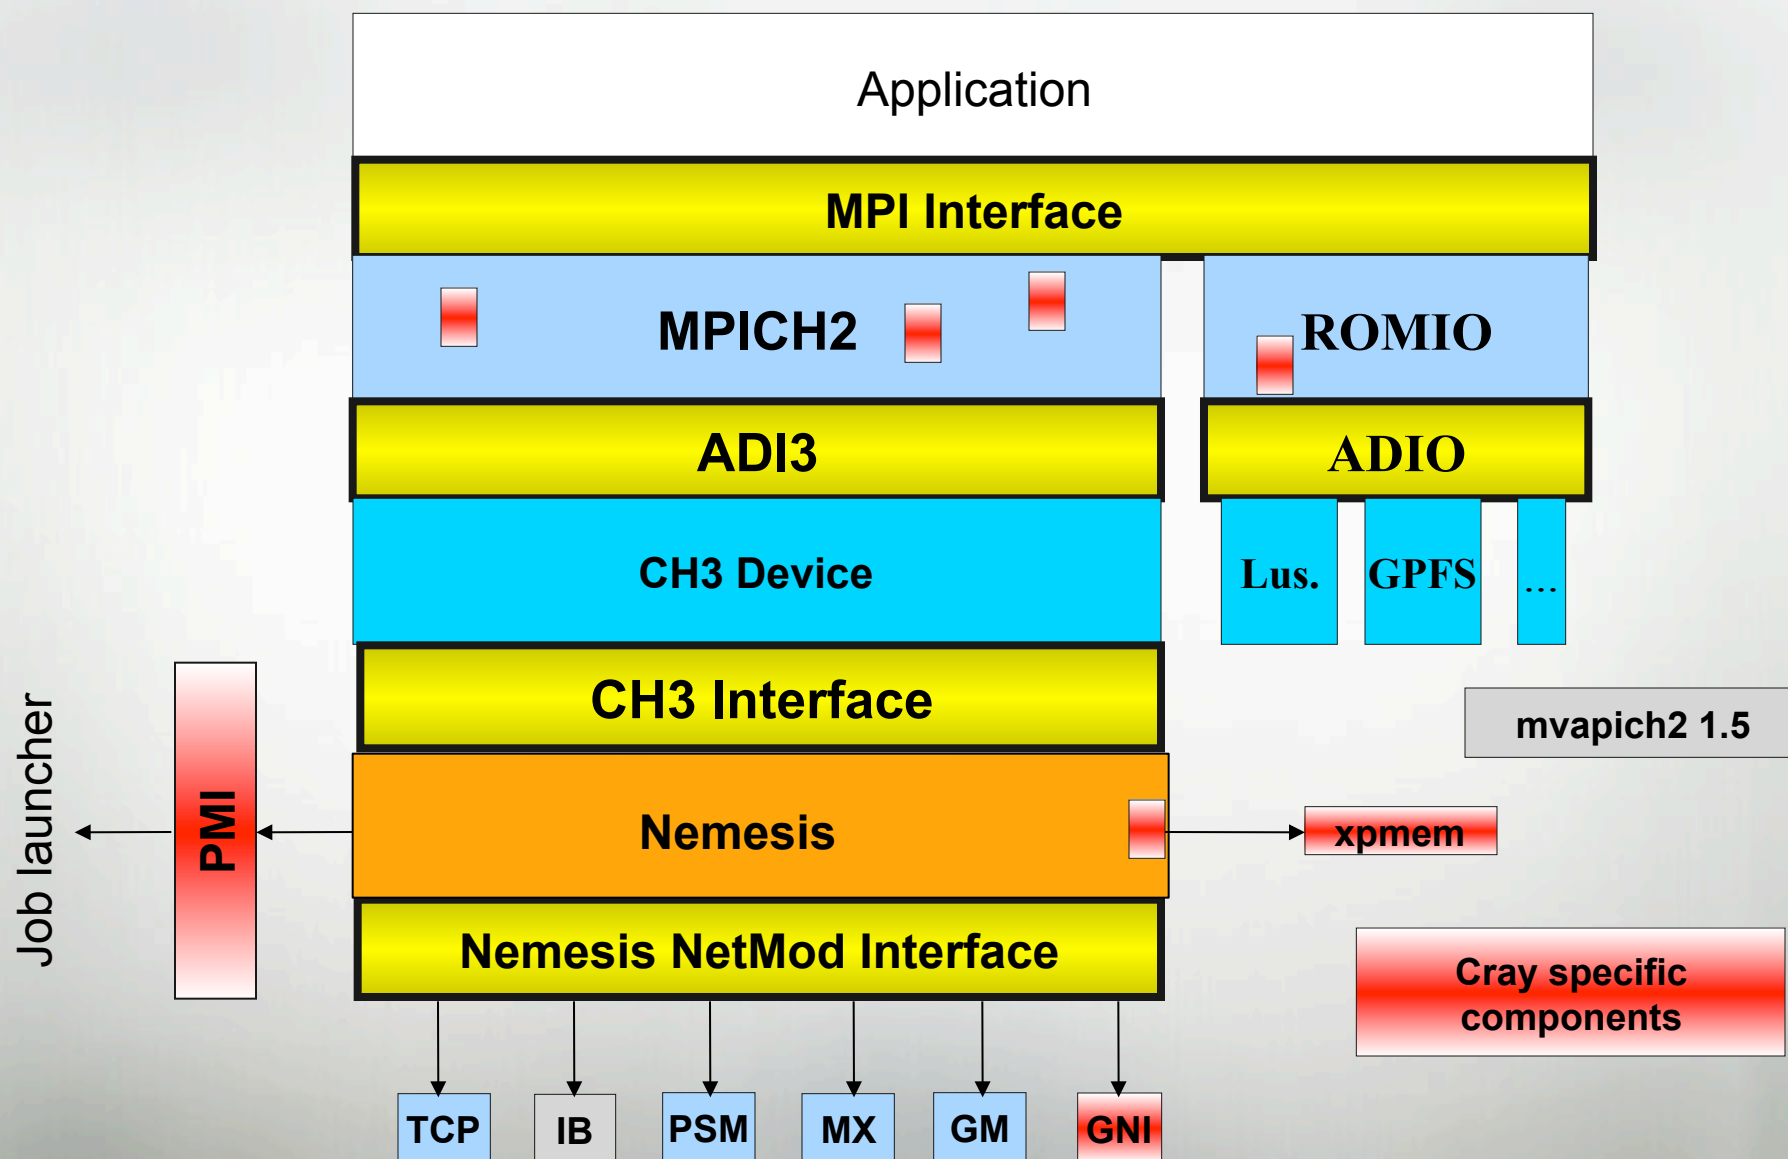 Application
MPI Interface
MPICH2
ROMIO
ADI3
ADIO
CH3 Device
Lus.
GPFS
...
CH3 Interface
mvapich2 1.5
Job launcher
PMI
Nemesis
xpmem
Nemesis NetMod Interface
Cray specific
components
TCP
IB
PSM
MX
GM
GNI